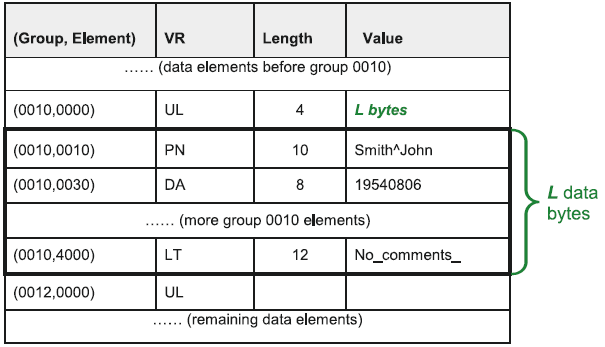 (Group, Element) VR Length Value
...... (data elements before group 0010)
(0010,0000) UL 4 L bytes
(0010,0010) PN 10 Smith^John
(0010,0030) DA 8 19540806
...... (more group 0010 elements)
(0010,4000) LT 12 No_comments_
(0012,0000) UL
...... (remaining data elements)
L data
bytes